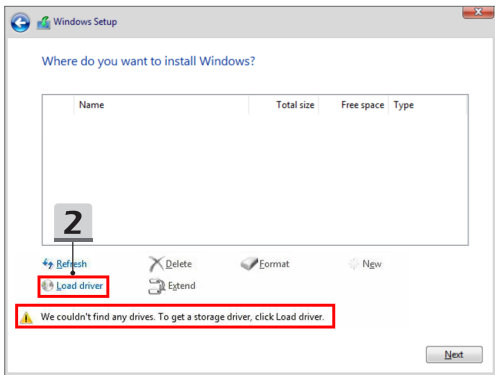 Windows Setup
Where do you want to install Windows?
Name Total size Free space Type
2
Refresh Delete Format New
Load driver Extend
We couldn't find any drives. To get a storage driver, click Load driver.
Next